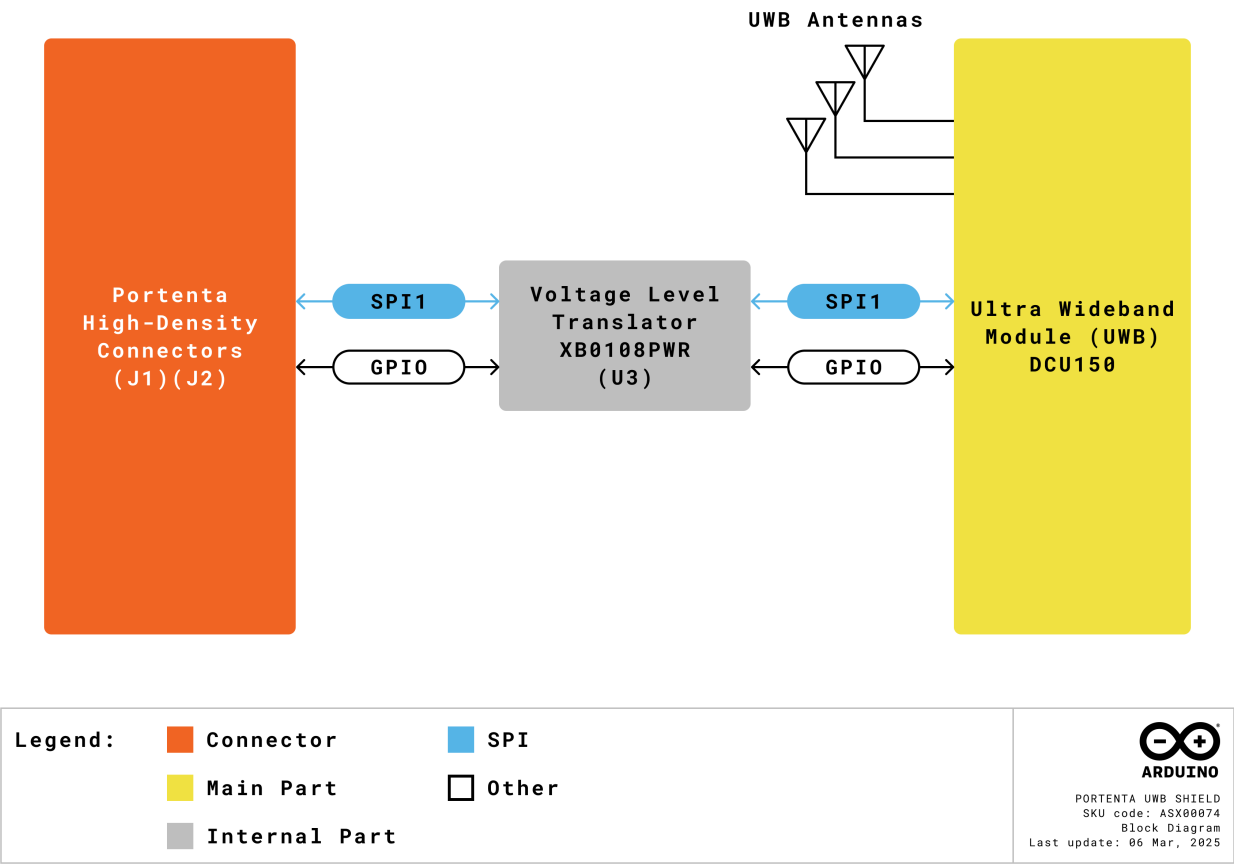 UWB Antennas
Portenta
High-Density
Connectors
(J1)(J2)
SPI1
GPIO
Voltage Level
Translator
XB0108PWR
(U3)
SPI1
GPIO
Ultra Wideband
Module (UWB)
DCU150
Legend:
Connector
Main Part
Internal Part
SPI
Other
ARDUINO
PORTENTA UWB SHIELD
SKU code: ASX00074
Block Diagram
Last update: 06 Mar, 2025